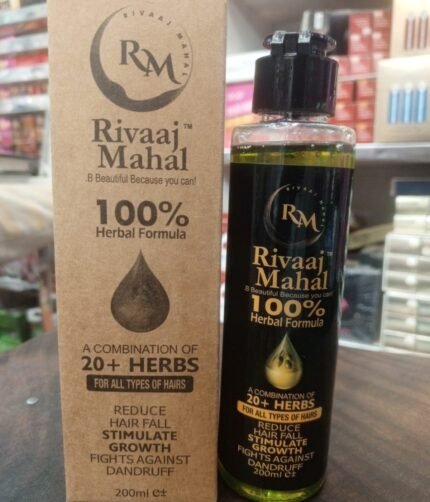 RIVAAJ MAHAL
RM
Rivaaj™
Mahal
.B Beautiful Because you can!
100%
Herbal Formula
A COMBINATION OF
20+ HERBS
FOR ALL TYPES OF HAIRS
REDUCE
HAIR FALL
STIMULATE
GROWTH
FIGHTS AGAINST
DANDRUFF
200ml e±
RIVAAJ MAHAL
RM
Rivaaj™
Mahal
.B Beautiful Because you can!
100%
Herbal Formula
A COMBINATION OF
20+ HERBS
FOR ALL TYPES OF HAIRS
REDUCE
HAIR FALL
STIMULATE
GROWTH
FIGHTS AGAINST
DANDRUFF
200ml e±